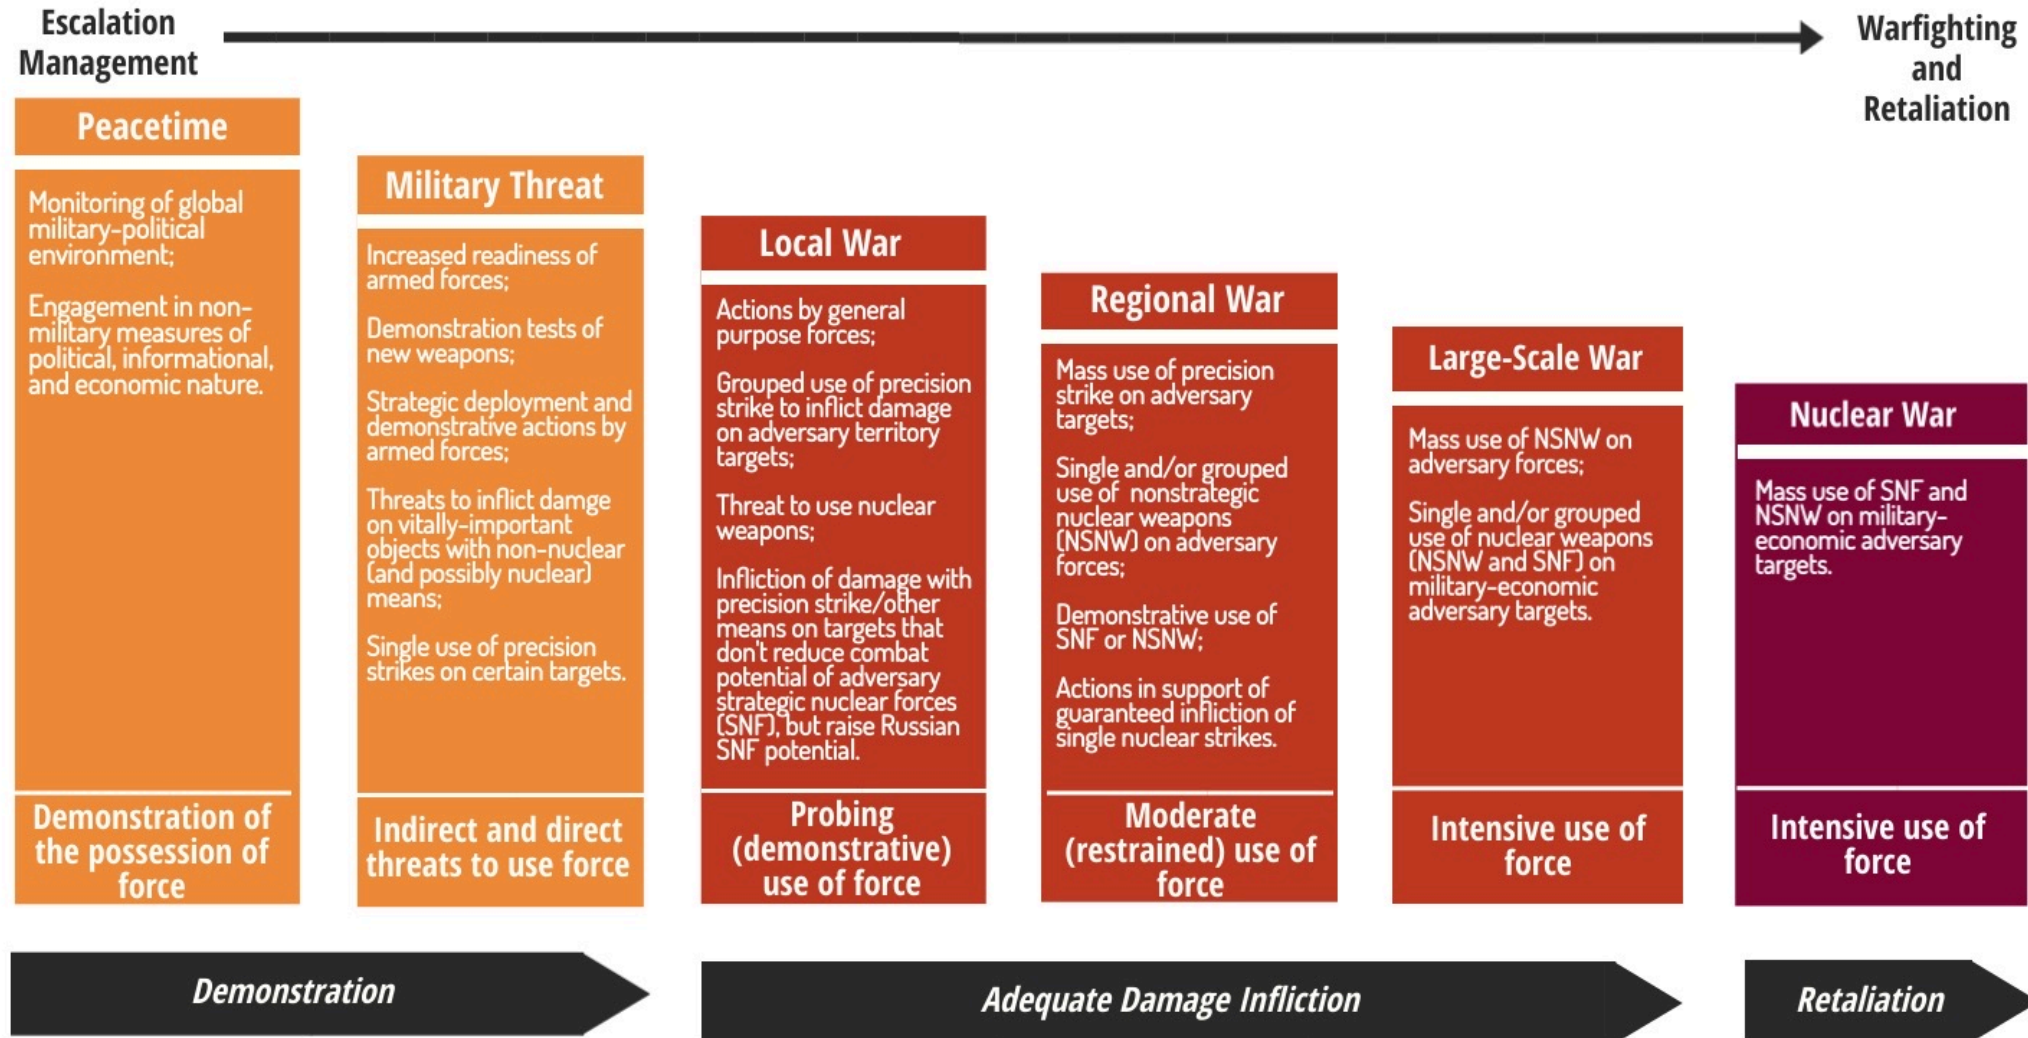 Escalation
Management
Warfighting
and
Retaliation
Peacetime
Monitoring of global
military-political
environment;
Engagement in non-
military measures of
political, informational,
and economic nature.
Demonstration of
the possession of
force
Military Threat
Increased readiness of
armed forces;
Demonstration tests of
new weapons;
Strategic deployment and
demonstrative actions by
armed forces;
Threats to inflict damge
on vitally-important
objects with non-nuclear
(and possibly nuclear)
means;
Single use of precision
strikes on certain targets.
Indirect and direct
threats to use force
Local War
Actions by general
purpose forces;
Grouped use of precision
strike to inflict damage
on adversary territory
targets;
Threat to use nuclear
weapons;
Infliction of damage with
precision strike/other
means on targets that
don't reduce combat
potential of adversary
strategic nuclear forces
(SNF), but raise Russian
SNF potential.
Probing
(demonstrative)
use of force
Regional War
Mass use of precision
strike on adversary
targets;
Single and/or grouped
use of nonstrategic
nuclear weapons
(NSNW) on adversary
forces;
Demonstrative use of
SNF or NSNW;
Actions in support of
guaranteed infliction of
single nuclear strikes.
Moderate
(restrained) use of
force
Large-Scale War
Mass use of NSNW on
adversary forces;
Single and/or grouped
use of nuclear weapons
(NSNW and SNF) on
military-economic
adversary targets.
Intensive use of
force
Nuclear War
Mass use of SNF and
NSNW on military-
economic adversary
targets.
Intensive use of
force
Demonstration
Adequate Damage Infliction
Retaliation